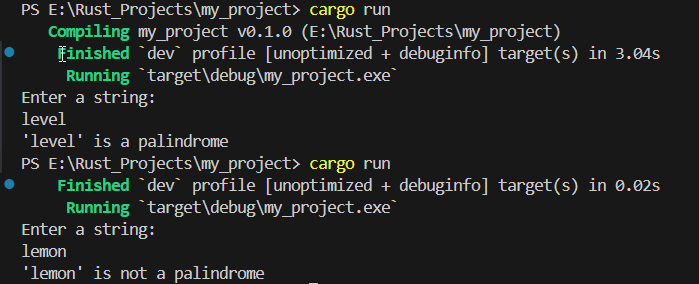 PS E:\Rust_Projects\my_project> cargo run
Compiling my_project v0.1.0 (E:\Rust_Projects\my_project)
Finished `dev` profile [unoptimized + debuginfo] target(s) in 3.04s
Running `target\debug\my_project.exe`
Enter a string:
level
'level' is a palindrome
PS E:\Rust_Projects\my_project> cargo run
Finished `dev` profile [unoptimized + debuginfo] target(s) in 0.02s
Running `target\debug\my_project.exe`
Enter a string:
lemon
'lemon' is not a palindrome